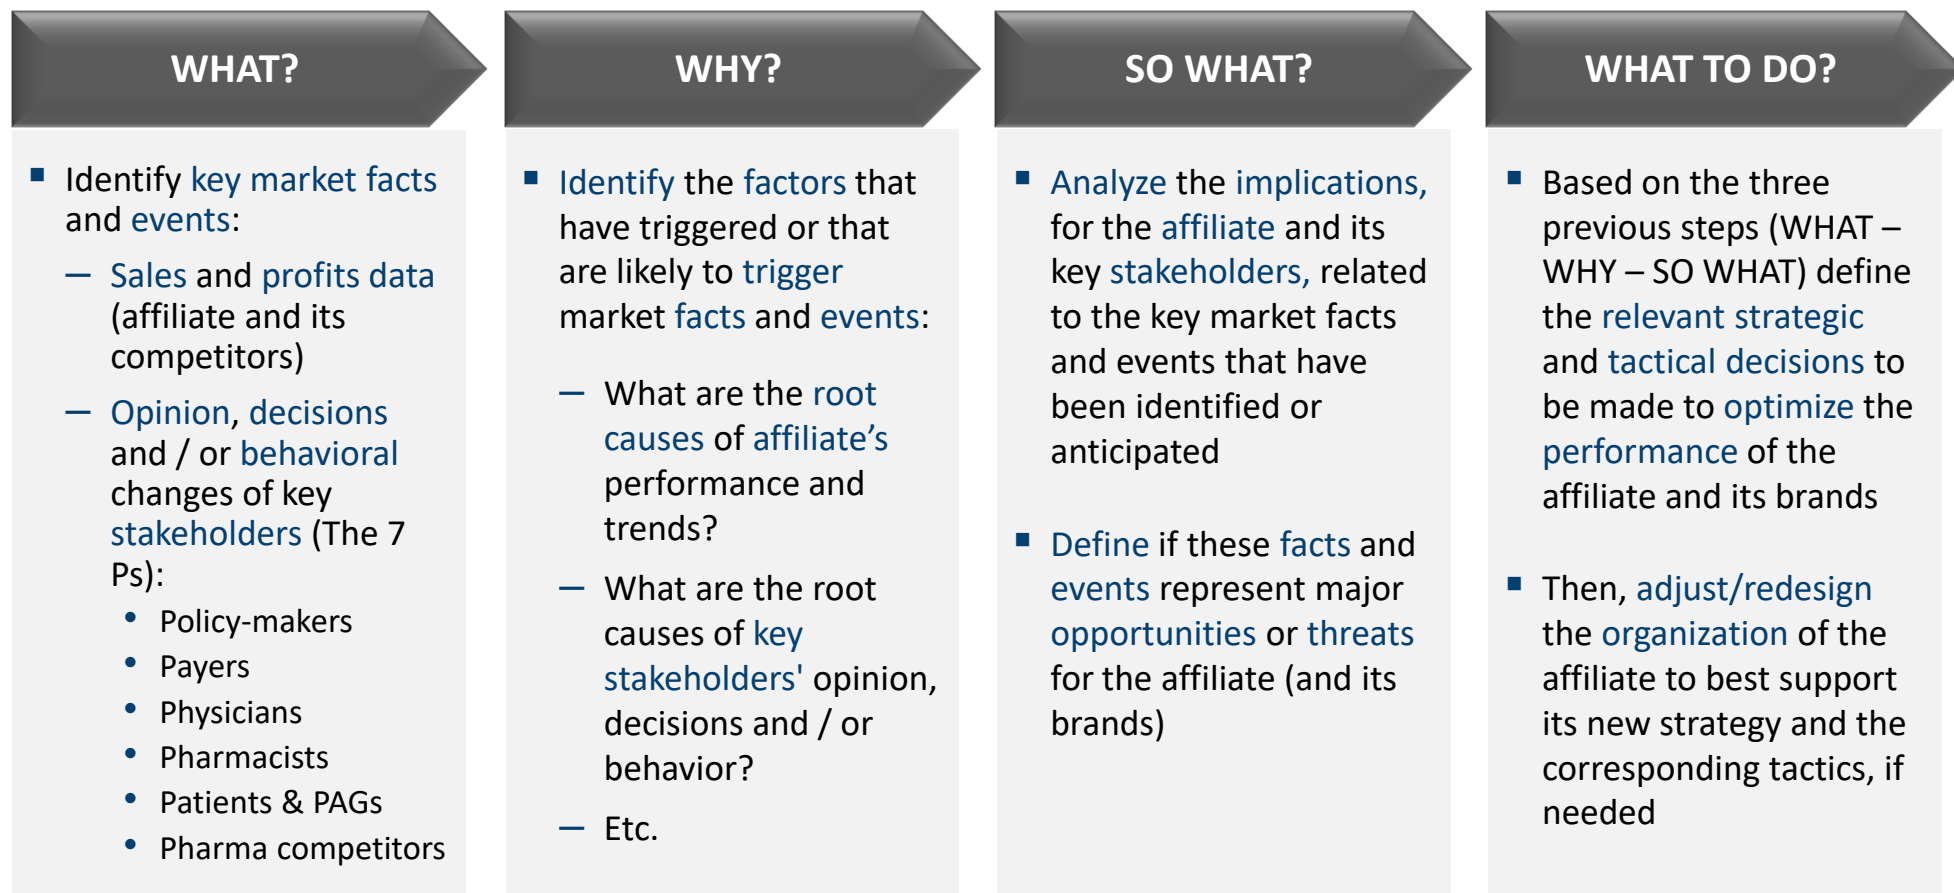 WHAT?
▪ Identify key market facts
and events:
— Sales and profits data
(affiliate and its
competitors)
— Opinion, decisions
and / or behavioral
changes of key
stakeholders (The 7
Ps):
• Policy-makers
• Payers
• Physicians
• Pharmacists
• Patients & PAGs
• Pharma competitors
WHY?
▪ Identify the factors that
have triggered or that
are likely to trigger
market facts and events:
— What are the root
causes of affiliate’s
performance and
trends?
— What are the root
causes of key
stakeholders' opinion,
decisions and / or
behavior?
— Etc.
SO WHAT?
▪ Analyze the implications,
for the affiliate and its
key stakeholders, related
to the key market facts
and events that have
been identified or
anticipated
▪ Define if these facts and
events represent major
opportunities or threats
for the affiliate (and its
brands)
WHAT TO DO?
▪ Based on the three
previous steps (WHAT –
WHY – SO WHAT) define
the relevant strategic
and tactical decisions to
be made to optimize the
performance of the
affiliate and its brands
▪ Then, adjust/redesign
the organization of the
affiliate to best support
its new strategy and the
corresponding tactics, if
needed